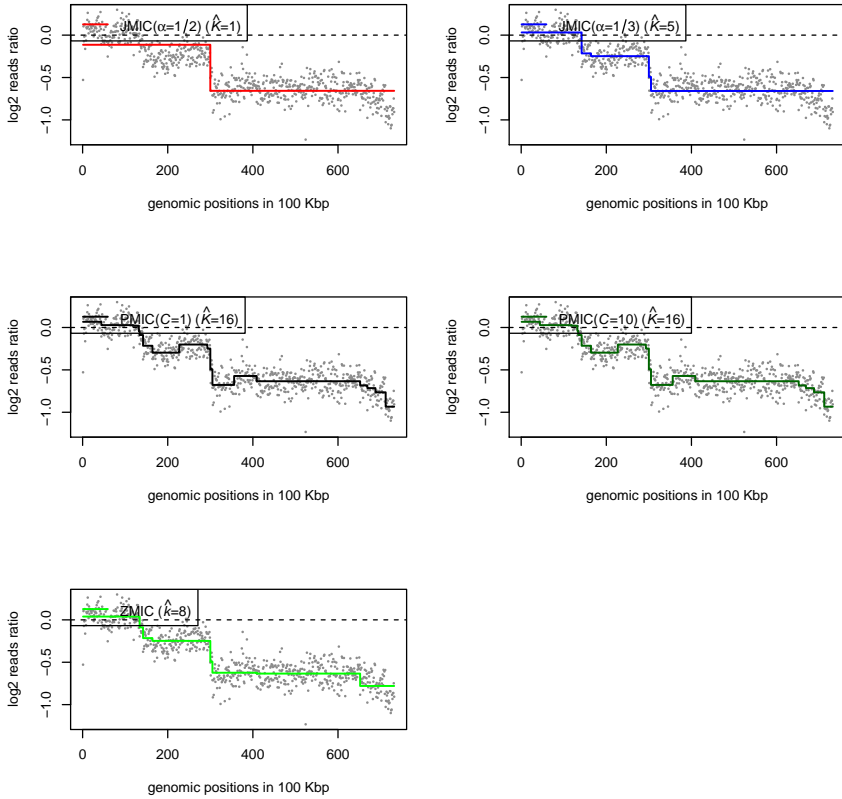 JMIC(α=1/2) (K̂=1)
log2 reads ratio
0.0
−0.5
−1.0
0 200 400 600
genomic positions in 100 Kbp
JMIC(α=1/3) (K̂=5)
log2 reads ratio
0.0
−0.5
−1.0
0 200 400 600
genomic positions in 100 Kbp
PMIC(C=1) (K̂=16)
log2 reads ratio
0.0
−0.5
−1.0
0 200 400 600
genomic positions in 100 Kbp
PMIC(C=10) (K̂=16)
log2 reads ratio
0.0
−0.5
−1.0
0 200 400 600
genomic positions in 100 Kbp
ZMIC (k̂=8)
log2 reads ratio
0.0
−0.5
−1.0
0 200 400 600
genomic positions in 100 Kbp